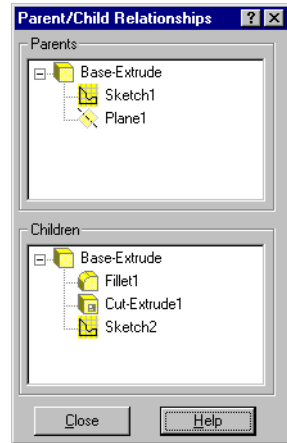 Parent/Child Relationships
Parents
Base-Extrude
Sketch1
Plane1
Children
Base-Extrude
Fillet1
Cut-Extrude1
Sketch2
Close Help